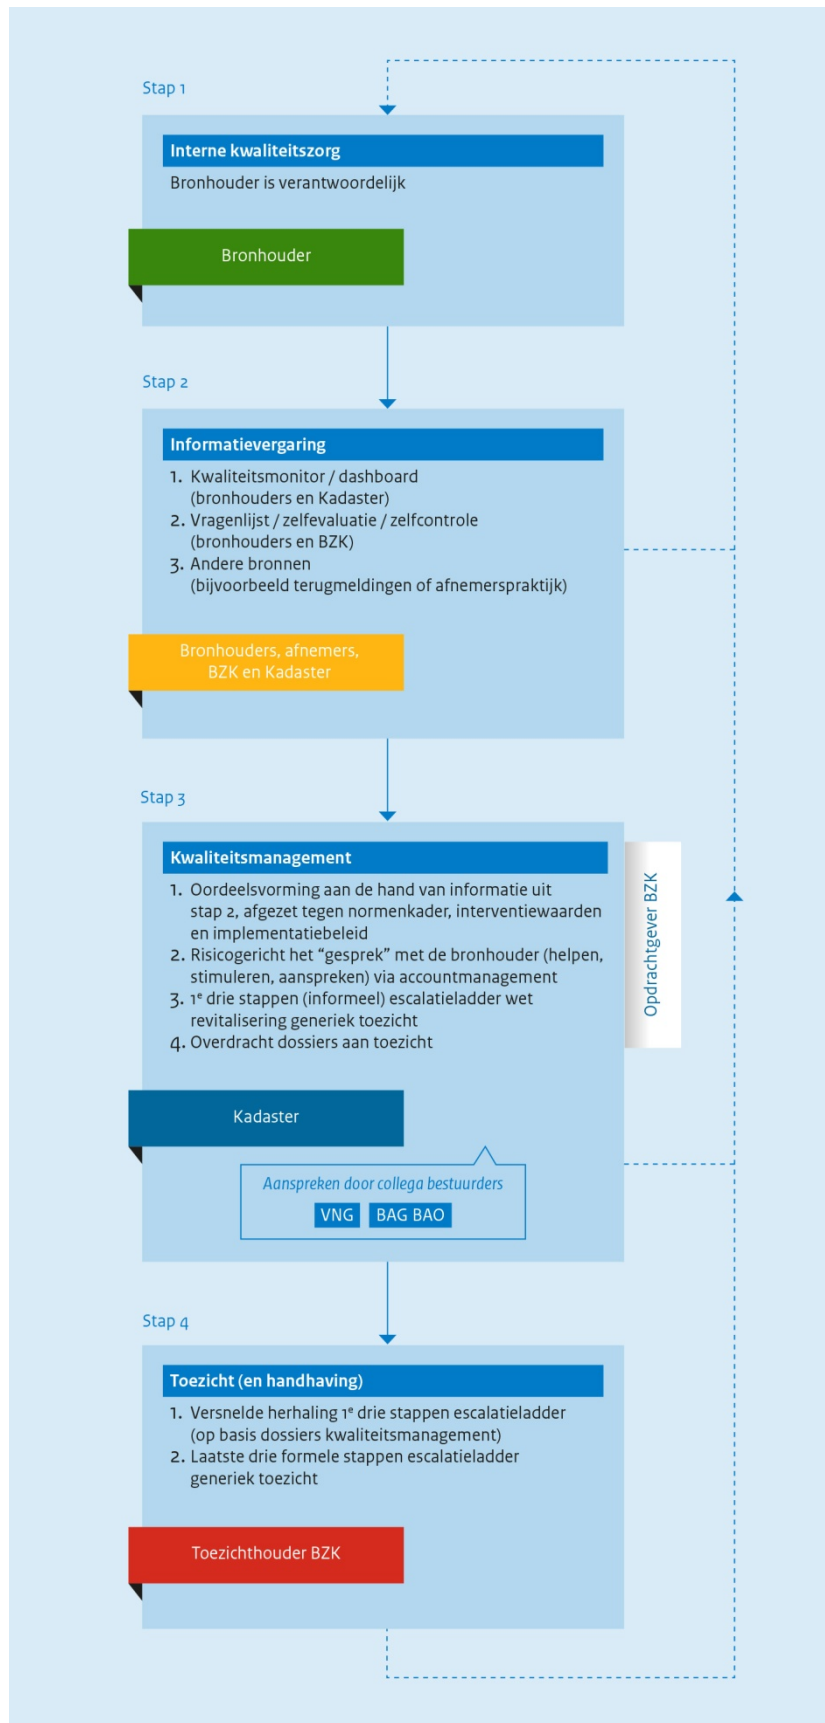 Stap 1
Interne kwaliteitszorg
Bronhouder is verantwoordelijk
Bronhouder
Stap 2
Informatievergaring
1. Kwaliteitsmonitor / dashboard
(bronhouders en Kadaster)
2. Vragenlijst / zelfevaluatie / zelfcontrole
(bronhouders en BZK)
3. Andere bronnen
(bijvoorbeeld terugmeldingen of afnemerspraktijk)
Bronhouders, afnemers,
BZK en Kadaster
Stap 3
Kwaliteitsmanagement
1. Oordeelsvorming aan de hand van informatie uit
stap 2, afgezet tegen normenkader, interventiewaarden
en implementatiebeleid
2. Risicogericht het “gesprek” met de bronhouder (helpen,
stimuleren, aanspreken) via accountmanagement
3. 1e drie stappen (informeel) escalatieladder wet
revitalisering generiek toezicht
4. Overdracht dossiers aan toezicht
Opdrachtgever BZK
Kadaster
Aanspreken door collega bestuurders
VNG BAG BAO
Stap 4
Toezicht (en handhaving)
1. Versnelde herhaling 1e drie stappen escalatieladder
(op basis dossiers kwaliteitsmanagement)
2. Laatste drie formele stappen escalatieladder
generiek toezicht
Toezichthouder BZK